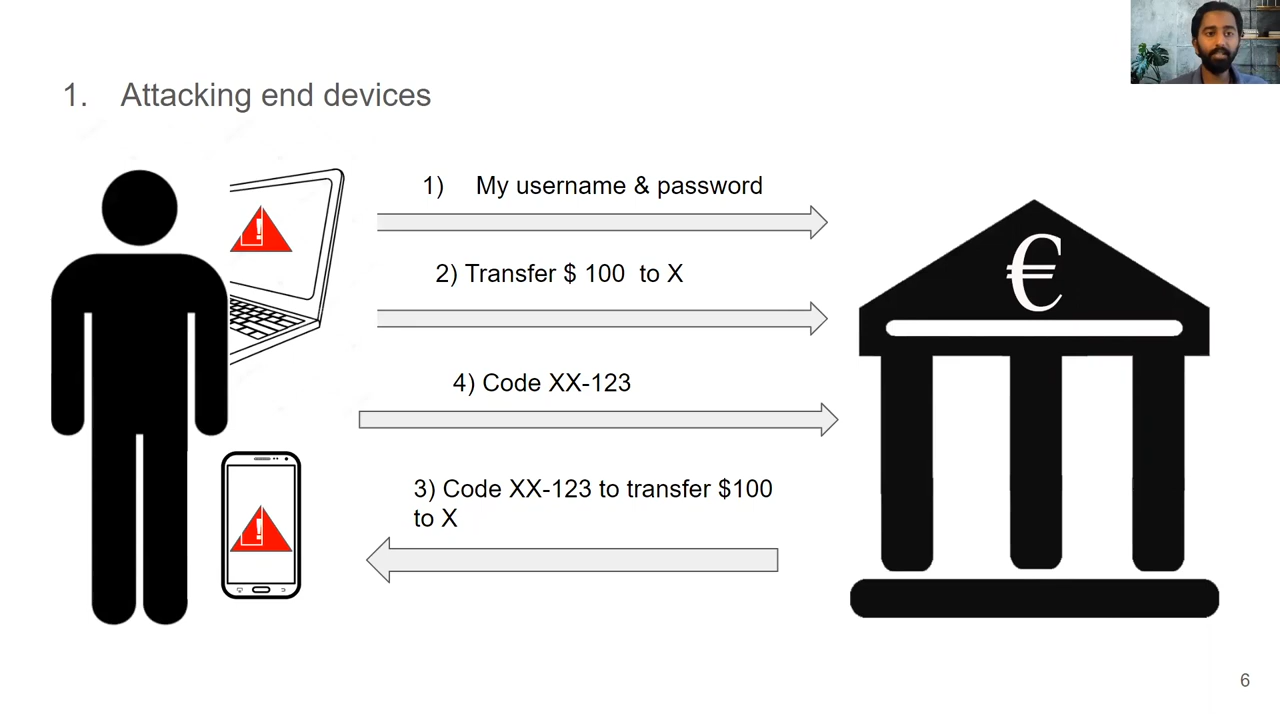 1. Attacking end devices
1) My username & password
2) Transfer $ 100 to X
4) Code XX-123
3) Code XX-123 to transfer $100
to X
€
6